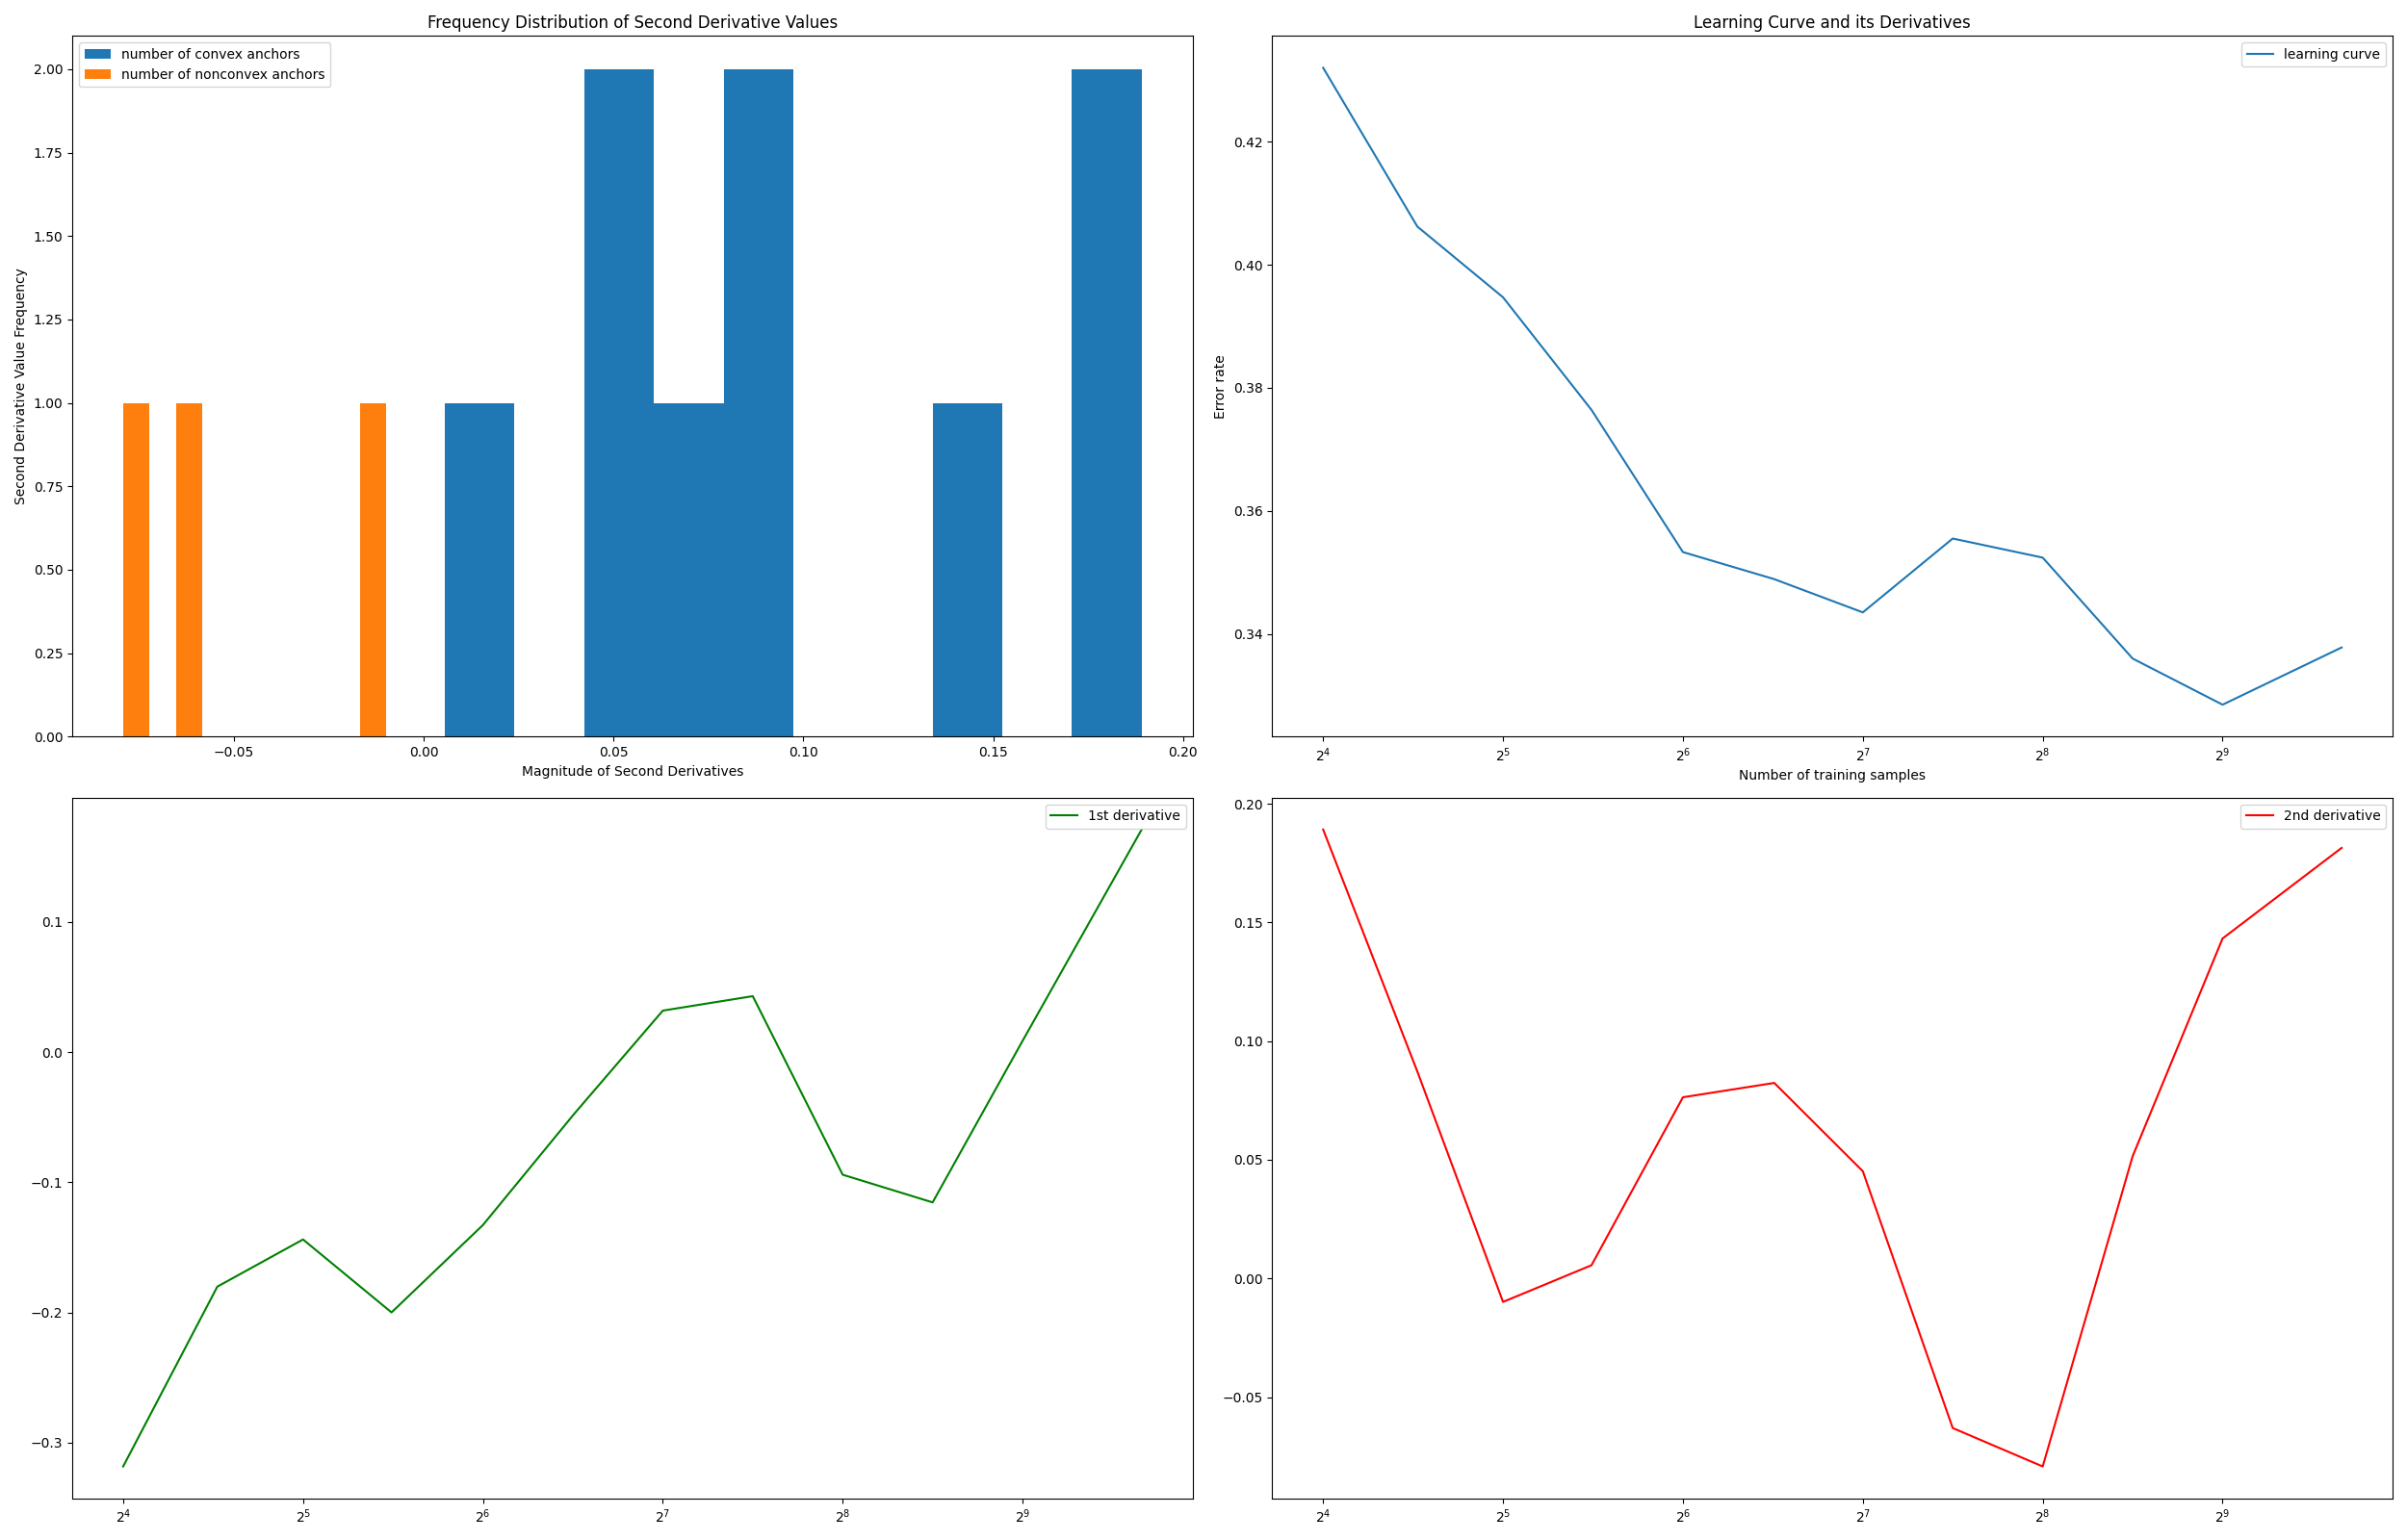 Frequency Distribution of Second Derivative Values
number of convex anchors
number of nonconvex anchors
2.00
1.75
1.50
1.25
1.00
0.75
0.50
0.25
0.00
Second Derivative Value Frequency
−0.05 0.00 0.05 0.10 0.15 0.20
Magnitude of Second Derivatives
Learning Curve and its Derivatives
learning curve
0.42
0.40
0.38
0.36
0.34
Error rate
2⁴ 2⁵ 2⁶ 2⁷ 2⁸ 2⁹
Number of training samples
1st derivative
0.1
0.0
−0.1
−0.2
−0.3
2⁴ 2⁵ 2⁶ 2⁷ 2⁸ 2⁹
2nd derivative
0.20
0.15
0.10
0.05
0.00
−0.05
2⁴ 2⁵ 2⁶ 2⁷ 2⁸ 2⁹